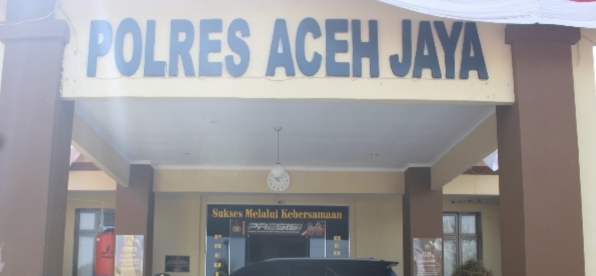 POLRES ACEH JAYA
Sukses Melalui Kebersamaan
PRESISI